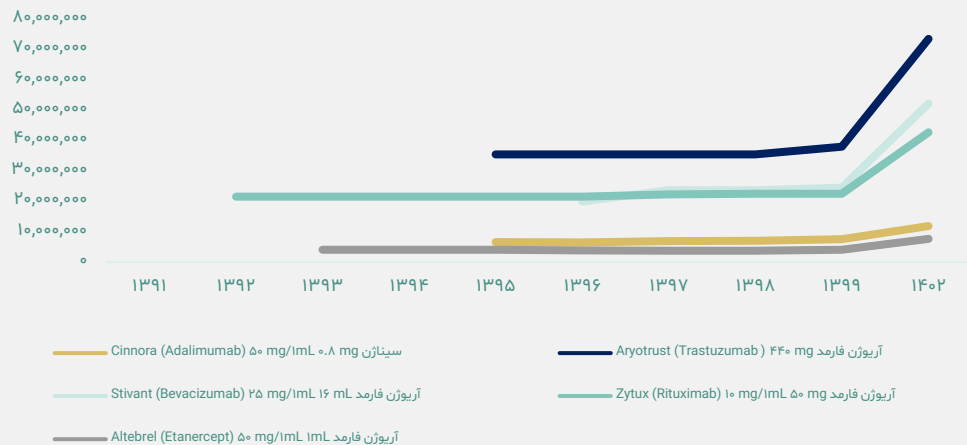 ۸۰,۰۰۰,۰۰۰
۷۰,۰۰۰,۰۰۰
۶۰,۰۰۰,۰۰۰
۵۰,۰۰۰,۰۰۰
۴۰,۰۰۰,۰۰۰
۳۰,۰۰۰,۰۰۰
۲۰,۰۰۰,۰۰۰
۱۰,۰۰۰,۰۰۰
۰
۱۳۹۱ ۱۳۹۲ ۱۳۹۳ ۱۳۹۴ ۱۳۹۵ ۱۳۹۶ ۱۳۹۷ ۱۳۹۸ ۱۳۹۹ ۱۴۰۲
Cinnora (Adalimumab) ۵۰ mg/۱mL ۰.۸ mg سیناژن
Aryotrust (Trastuzumab ) ۴۴۰ mg آریوژن فارمد
Stivant (Bevacizumab) ۲۵ mg/۱mL ۱۶ mL آریوژن فارمد
Zytux (Rituximab) ۱۰ mg/۱mL ۵۰ mg آریوژن فارمد
Altebrel (Etanercept) ۵۰ mg/۱mL ۱mL آریوژن فارمد